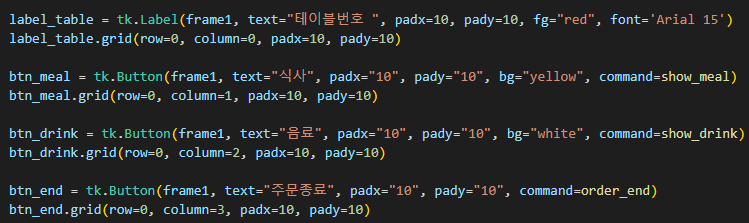 label_table = tk.Label(frame1, text="테이블번호 ", padx=10, pady=10, fg="red", font='Arial 15')
label_table.grid(row=0, column=0, padx=10, pady=10)
btn_meal = tk.Button(frame1, text="식사", padx="10", pady="10", bg="yellow", command=show_meal)
btn_meal.grid(row=0, column=1, padx=10, pady=10)
btn_drink = tk.Button(frame1, text="음료", padx="10", pady="10", bg="white", command=show_drink)
btn_drink.grid(row=0, column=2, padx=10, pady=10)
btn_end = tk.Button(frame1, text="주문종료", padx="10", pady="10", command=order_end)
btn_end.grid(row=0, column=3, padx=10, pady=10)